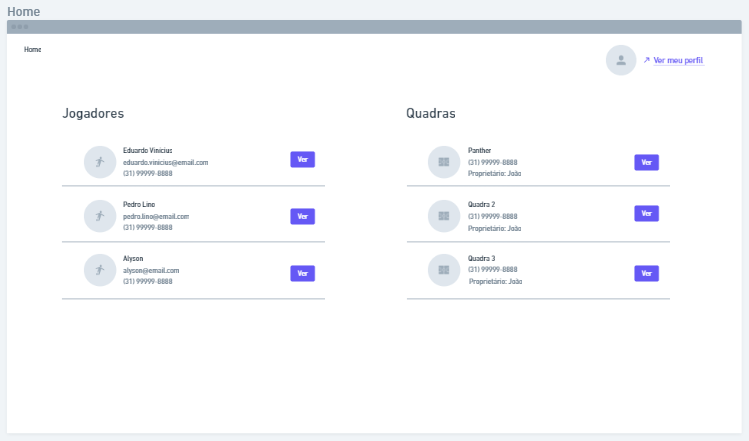 Home
Home
Ver meu perfil
Jogadores
Eduardo Vinicius
eduardo.vinicius@email.com
(31) 99999-8888
Ver
Pedro Lino
pedro.lino@email.com
(31) 99999-8888
Ver
Alyson
alyson@email.com
(31) 99999-8888
Ver
Quadras
Panther
(31) 99999-8888
Proprietário: João
Ver
Quadra 2
(31) 99999-8888
Proprietário: João
Ver
Quadra 3
(31) 99999-8888
Proprietário: João
Ver